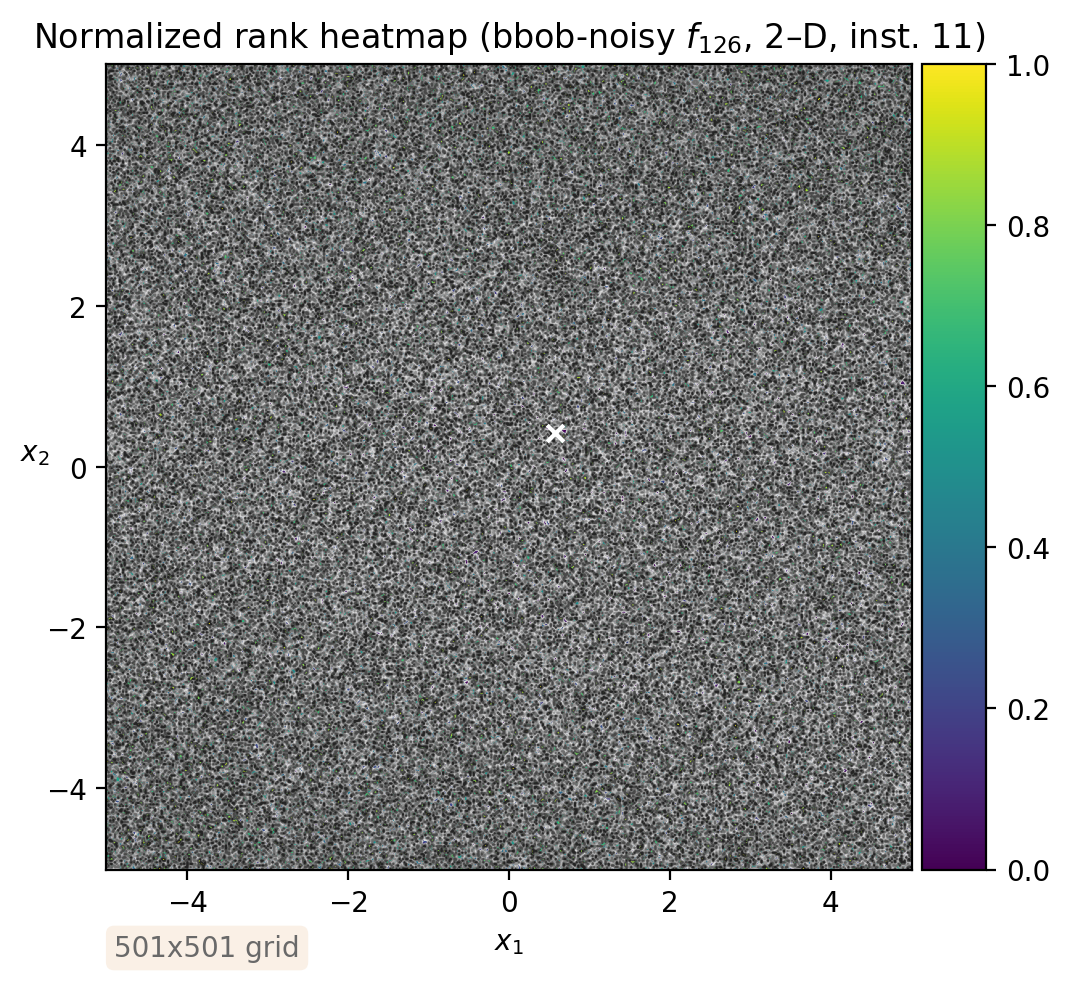 Normalized rank heatmap (bbob-noisy f126, 2–D, inst. 11)
1.0
0.8
0.6
0.4
0.2
0.0
4
2
0
−2
−4
x2
−4 −2 0 2 4
x1
501x501 grid